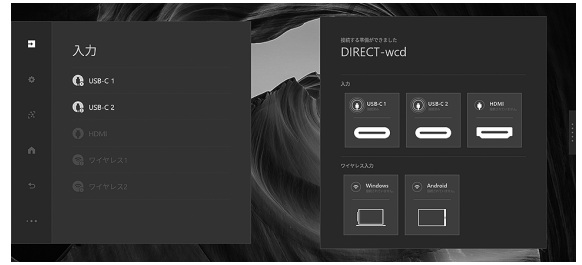 入力
USB-C 1
USB-C 2
HDMI
ワイヤレス1
ワイヤレス2
接続する準備ができました
DIRECT-wcd
入力
USB-C 1
USB-C 2
HDMI
ワイヤレス入力
Windows
Android